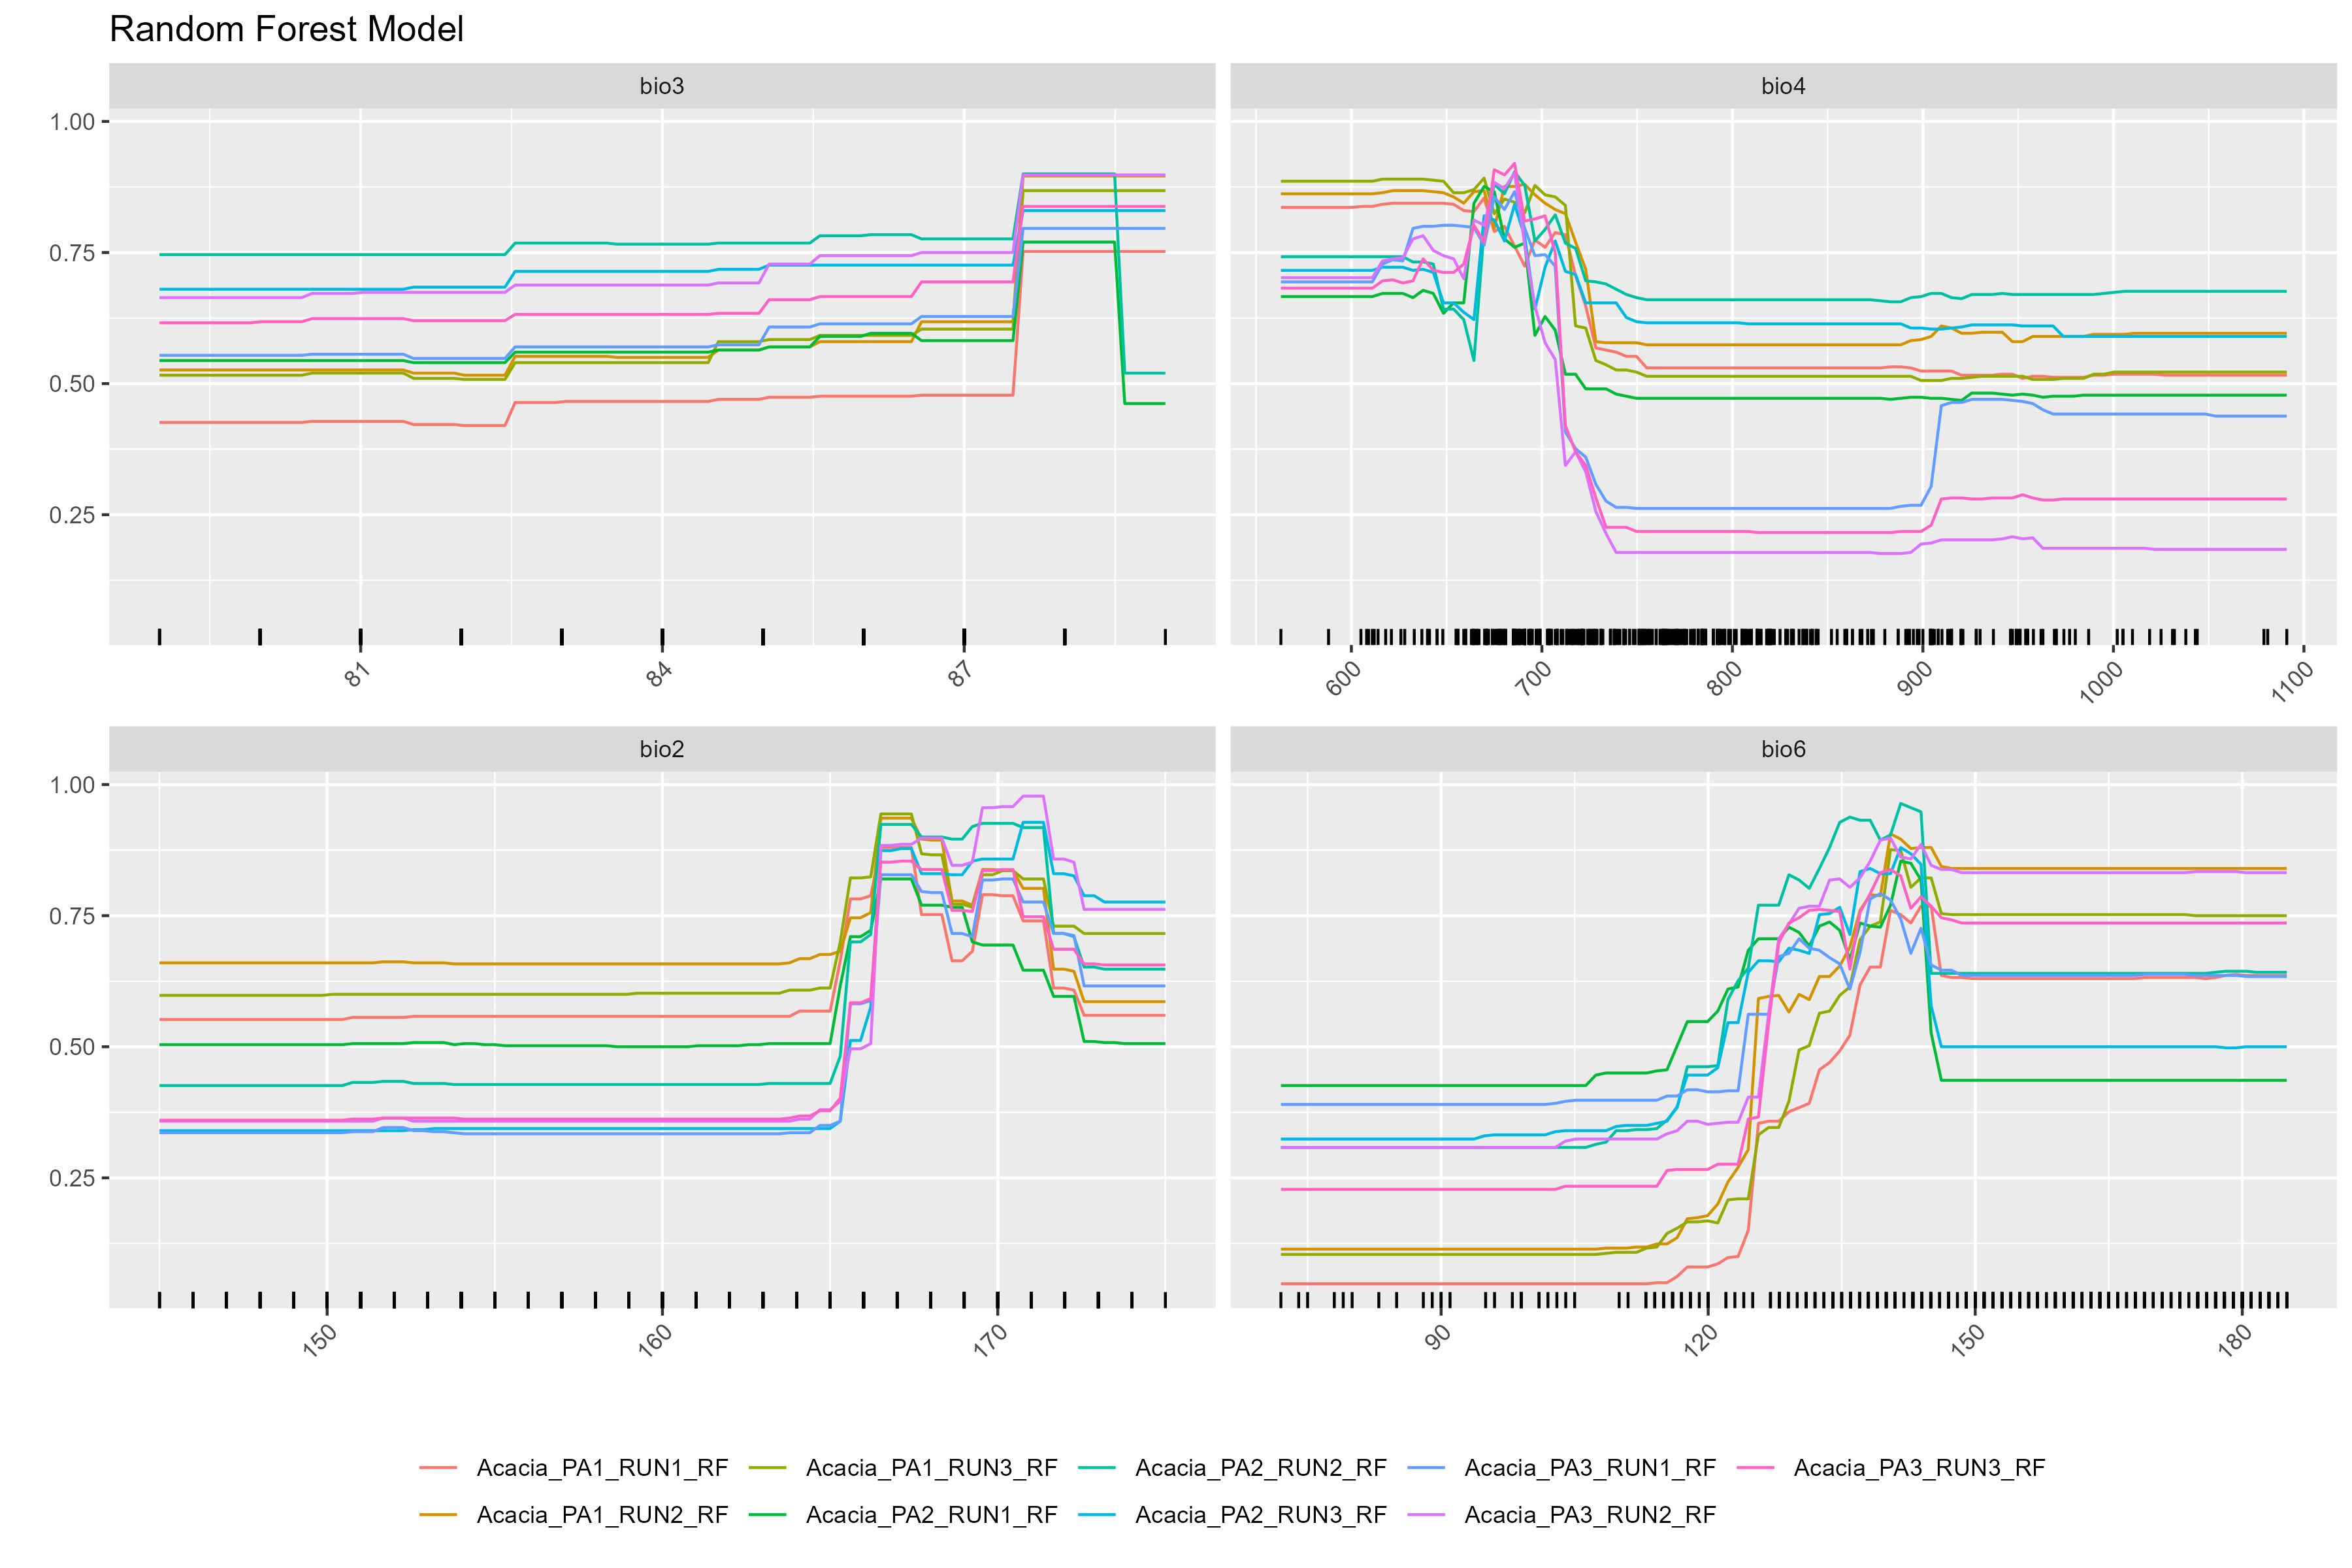 Random Forest Model
bio3 bio4
1.00
0.75
0.50
0.25
81 84 87 600 700 800 900 1000 1100
bio2 bio6
1.00
0.75
0.50
0.25
150 160 170 90 120 150 180
Acacia_PA1_RUN1_RF Acacia_PA1_RUN3_RF Acacia_PA2_RUN2_RF Acacia_PA3_RUN1_RF Acacia_PA3_RUN3_RF
Acacia_PA1_RUN2_RF Acacia_PA2_RUN1_RF Acacia_PA2_RUN3_RF Acacia_PA3_RUN2_RF